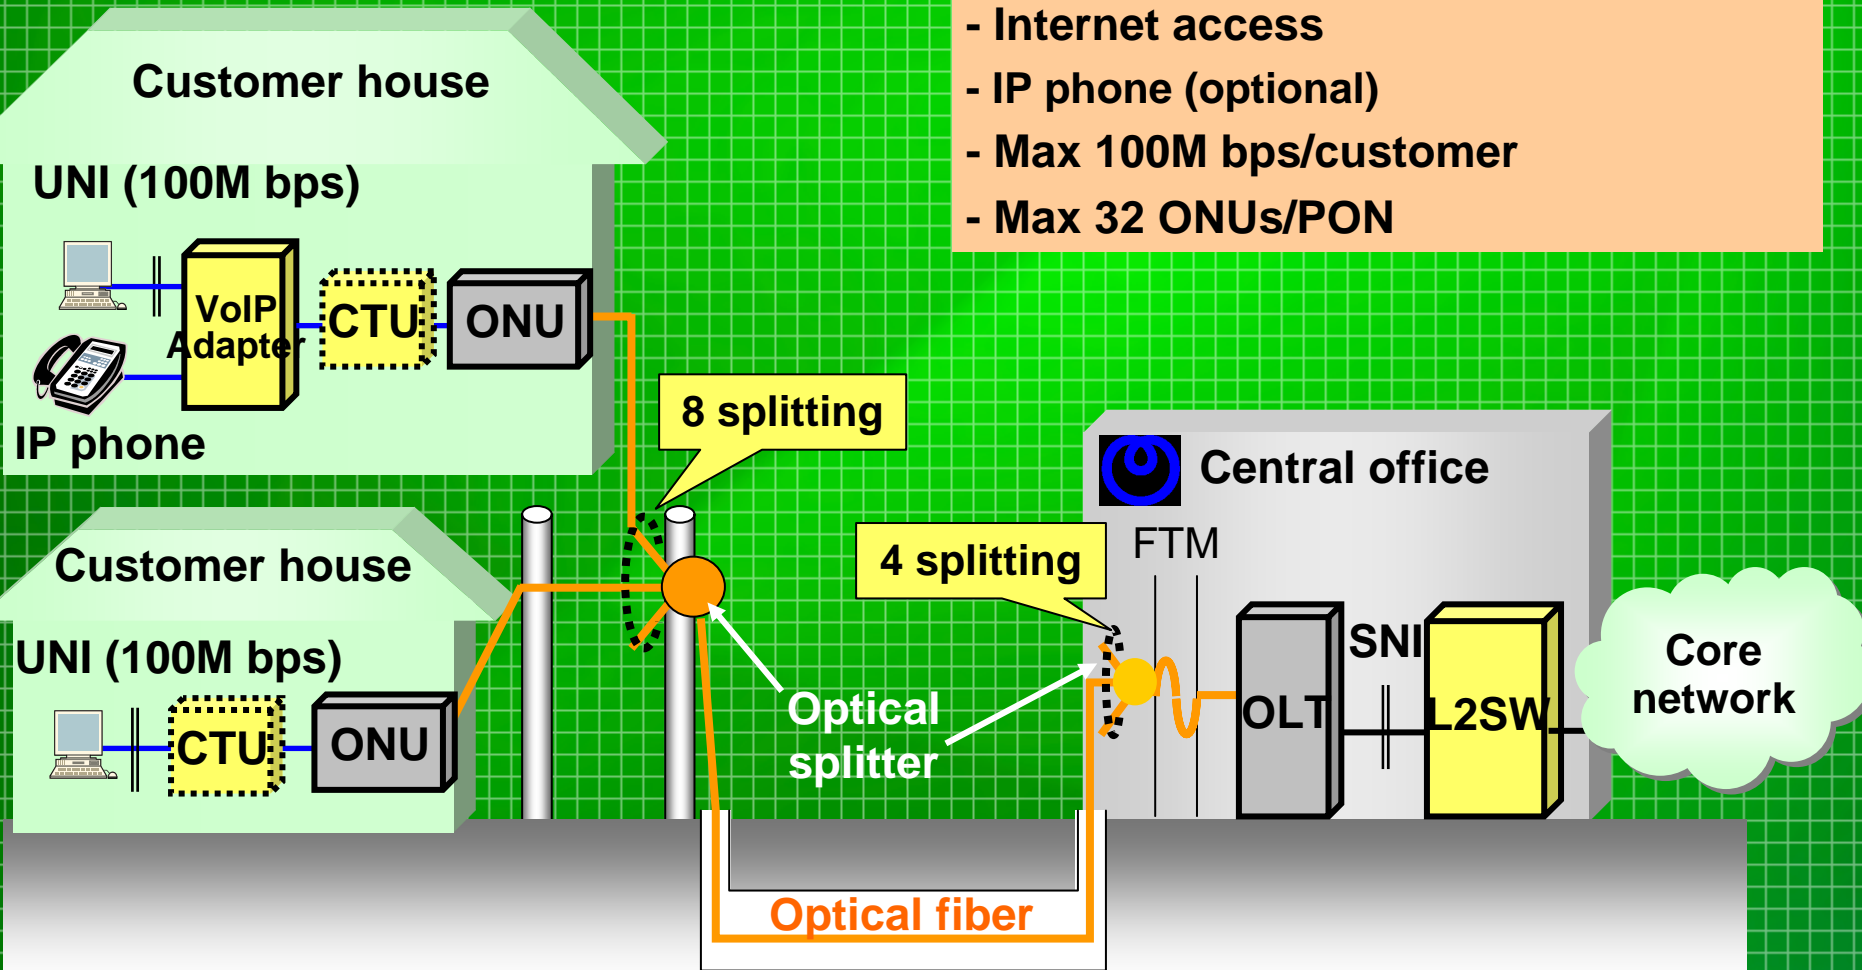 - Internet access
- IP phone (optional)
- Max 100M bps/customer
- Max 32 ONUs/PON
Customer house
UNI (100M bps)
VoIP
Adapter
CTU
ONU
IP phone
8 splitting
Customer house
UNI (100M bps)
CTU
ONU
4 splitting
Central office
FTM
OLT
SNI
L2SW
Core
network
Optical
splitter
Optical fiber